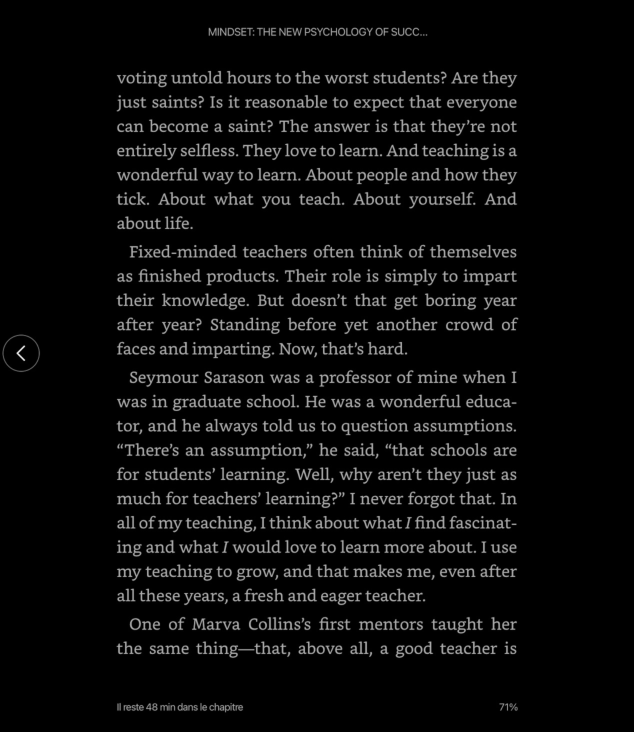 MINDSET: THE NEW PSYCHOLOGY OF SUCC...
voting untold hours to the worst students? Are they
just saints? Is it reasonable to expect that everyone
can become a saint? The answer is that they’re not
entirely selfless. They love to learn. And teaching is a
wonderful way to learn. About people and how they
tick. About what you teach. About yourself. And
about life.
Fixed-minded teachers often think of themselves
as finished products. Their role is simply to impart
their knowledge. But doesn’t that get boring year
after year? Standing before yet another crowd of
faces and imparting. Now, that’s hard.
Seymour Sarason was a professor of mine when I
was in graduate school. He was a wonderful educa-
tor, and he always told us to question assumptions.
“There’s an assumption,” he said, “that schools are
for students’ learning. Well, why aren’t they just as
much for teachers’ learning?” I never forgot that. In
all of my teaching, I think about what I find fascinat-
ing and what I would love to learn more about. I use
my teaching to grow, and that makes me, even after
all these years, a fresh and eager teacher.
One of Marva Collins’s first mentors taught her
the same thing—that, above all, a good teacher is
Il reste 48 min dans le chapitre
71%